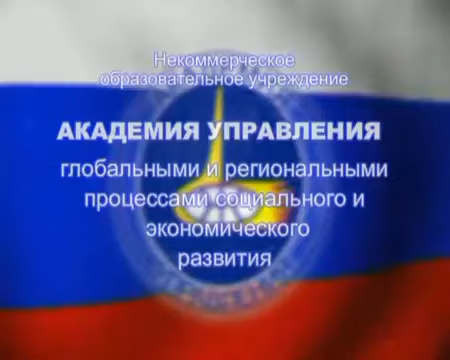 Некоммерческое
образовательное учреждение
АКАДЕМИЯ УПРАВЛЕНИЯ
глобальными и региональными
процессами социального и
экономического
развития